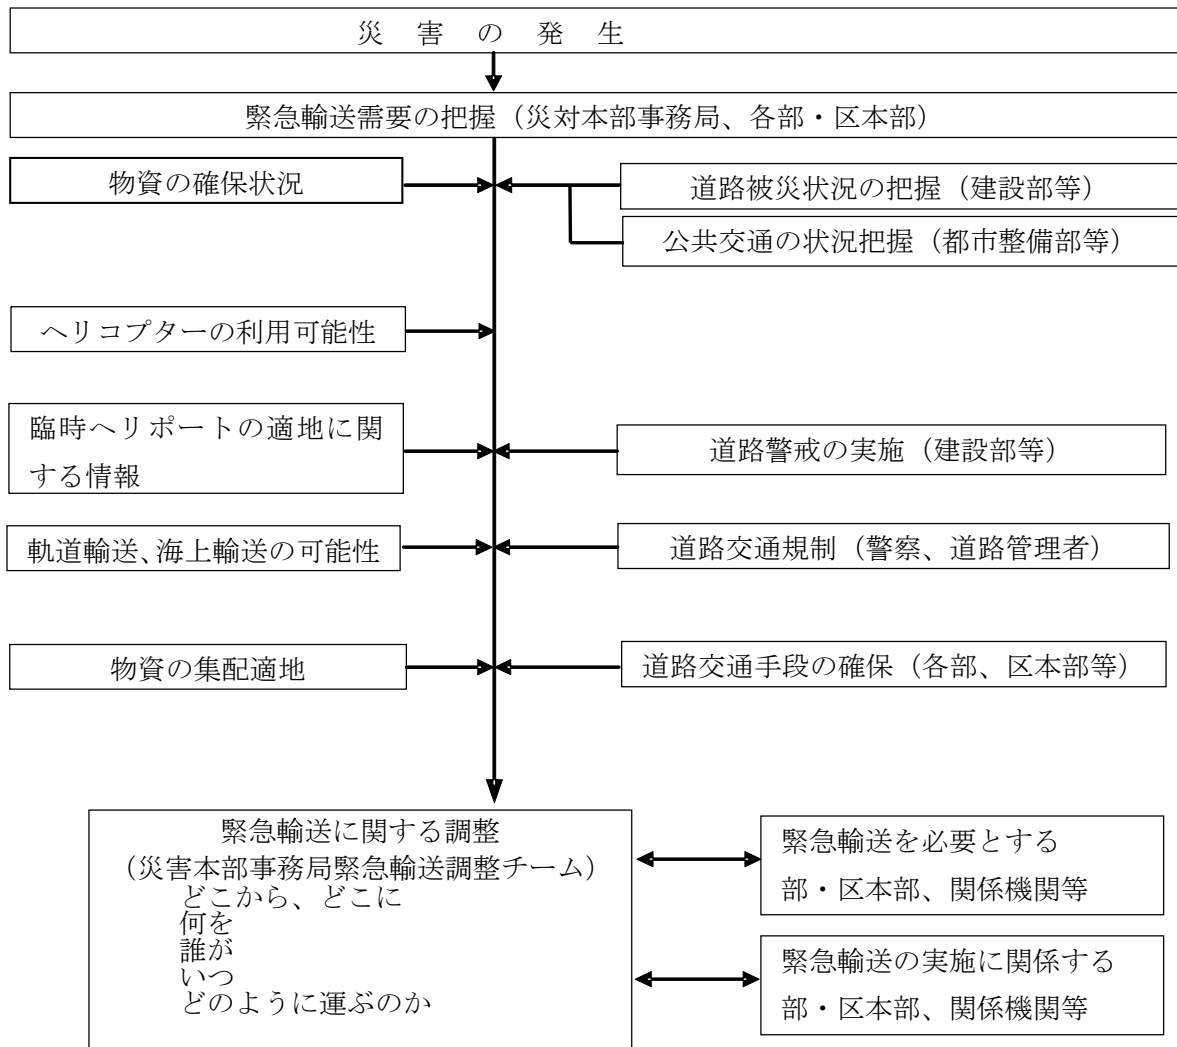 災害の発生
緊急輸送需要の把握（災対本部事務局、各部・区本部）
物資の確保状況
道路被災状況の把握（建設部等）
公共交通の状況把握（都市整備部等）
ヘリコプターの利用可能性
臨時ヘリポートの適地に関
する情報
道路警戒の実施（建設部等）
軌道輸送、海上輸送の可能性
道路交通規制（警察、道路管理者）
物資の集配適地
道路交通手段の確保（各部、区本部等）
緊急輸送に関する調整
（災害本部事務局緊急輸送調整チーム）
どこから、どこに
何を
誰が
いつ
どのように運ぶのか
緊急輸送を必要とする
部・区本部、関係機関等
緊急輸送の実施に関係する
部・区本部、関係機関等